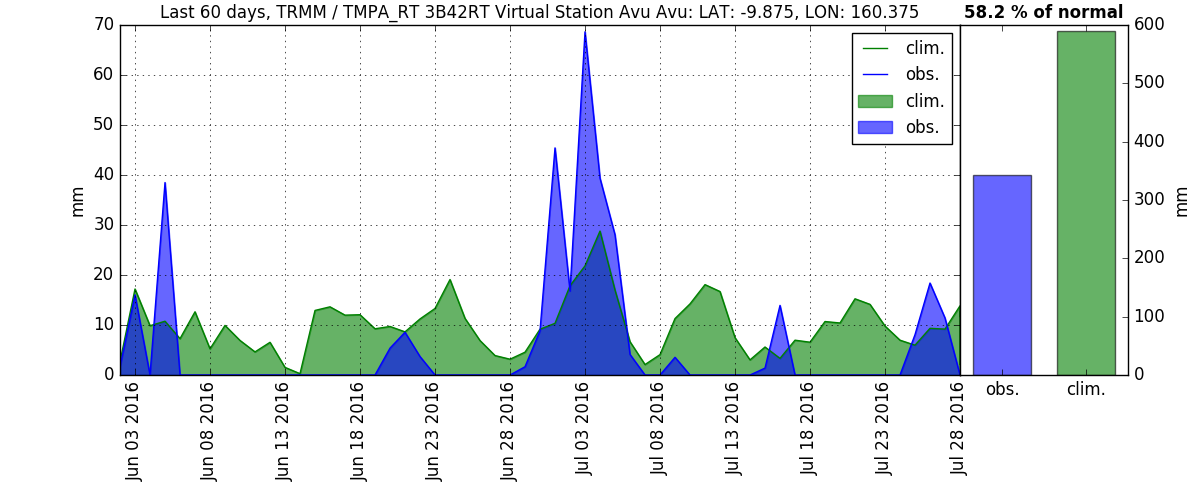 Last 60 days, TRMM / TMPA_RT 3B42RT Virtual Station Avu Avu: LAT: -9.875, LON: 160.375
58.2 % of normal
70
60
50
40
30
20
10
0
mm
clim.
obs.
clim.
obs.
600
500
400
300
200
100
0
mm
Jun 03 2016
Jun 08 2016
Jun 13 2016
Jun 18 2016
Jun 23 2016
Jun 28 2016
Jul 03 2016
Jul 08 2016
Jul 13 2016
Jul 18 2016
Jul 23 2016
Jul 28 2016
obs.
clim.